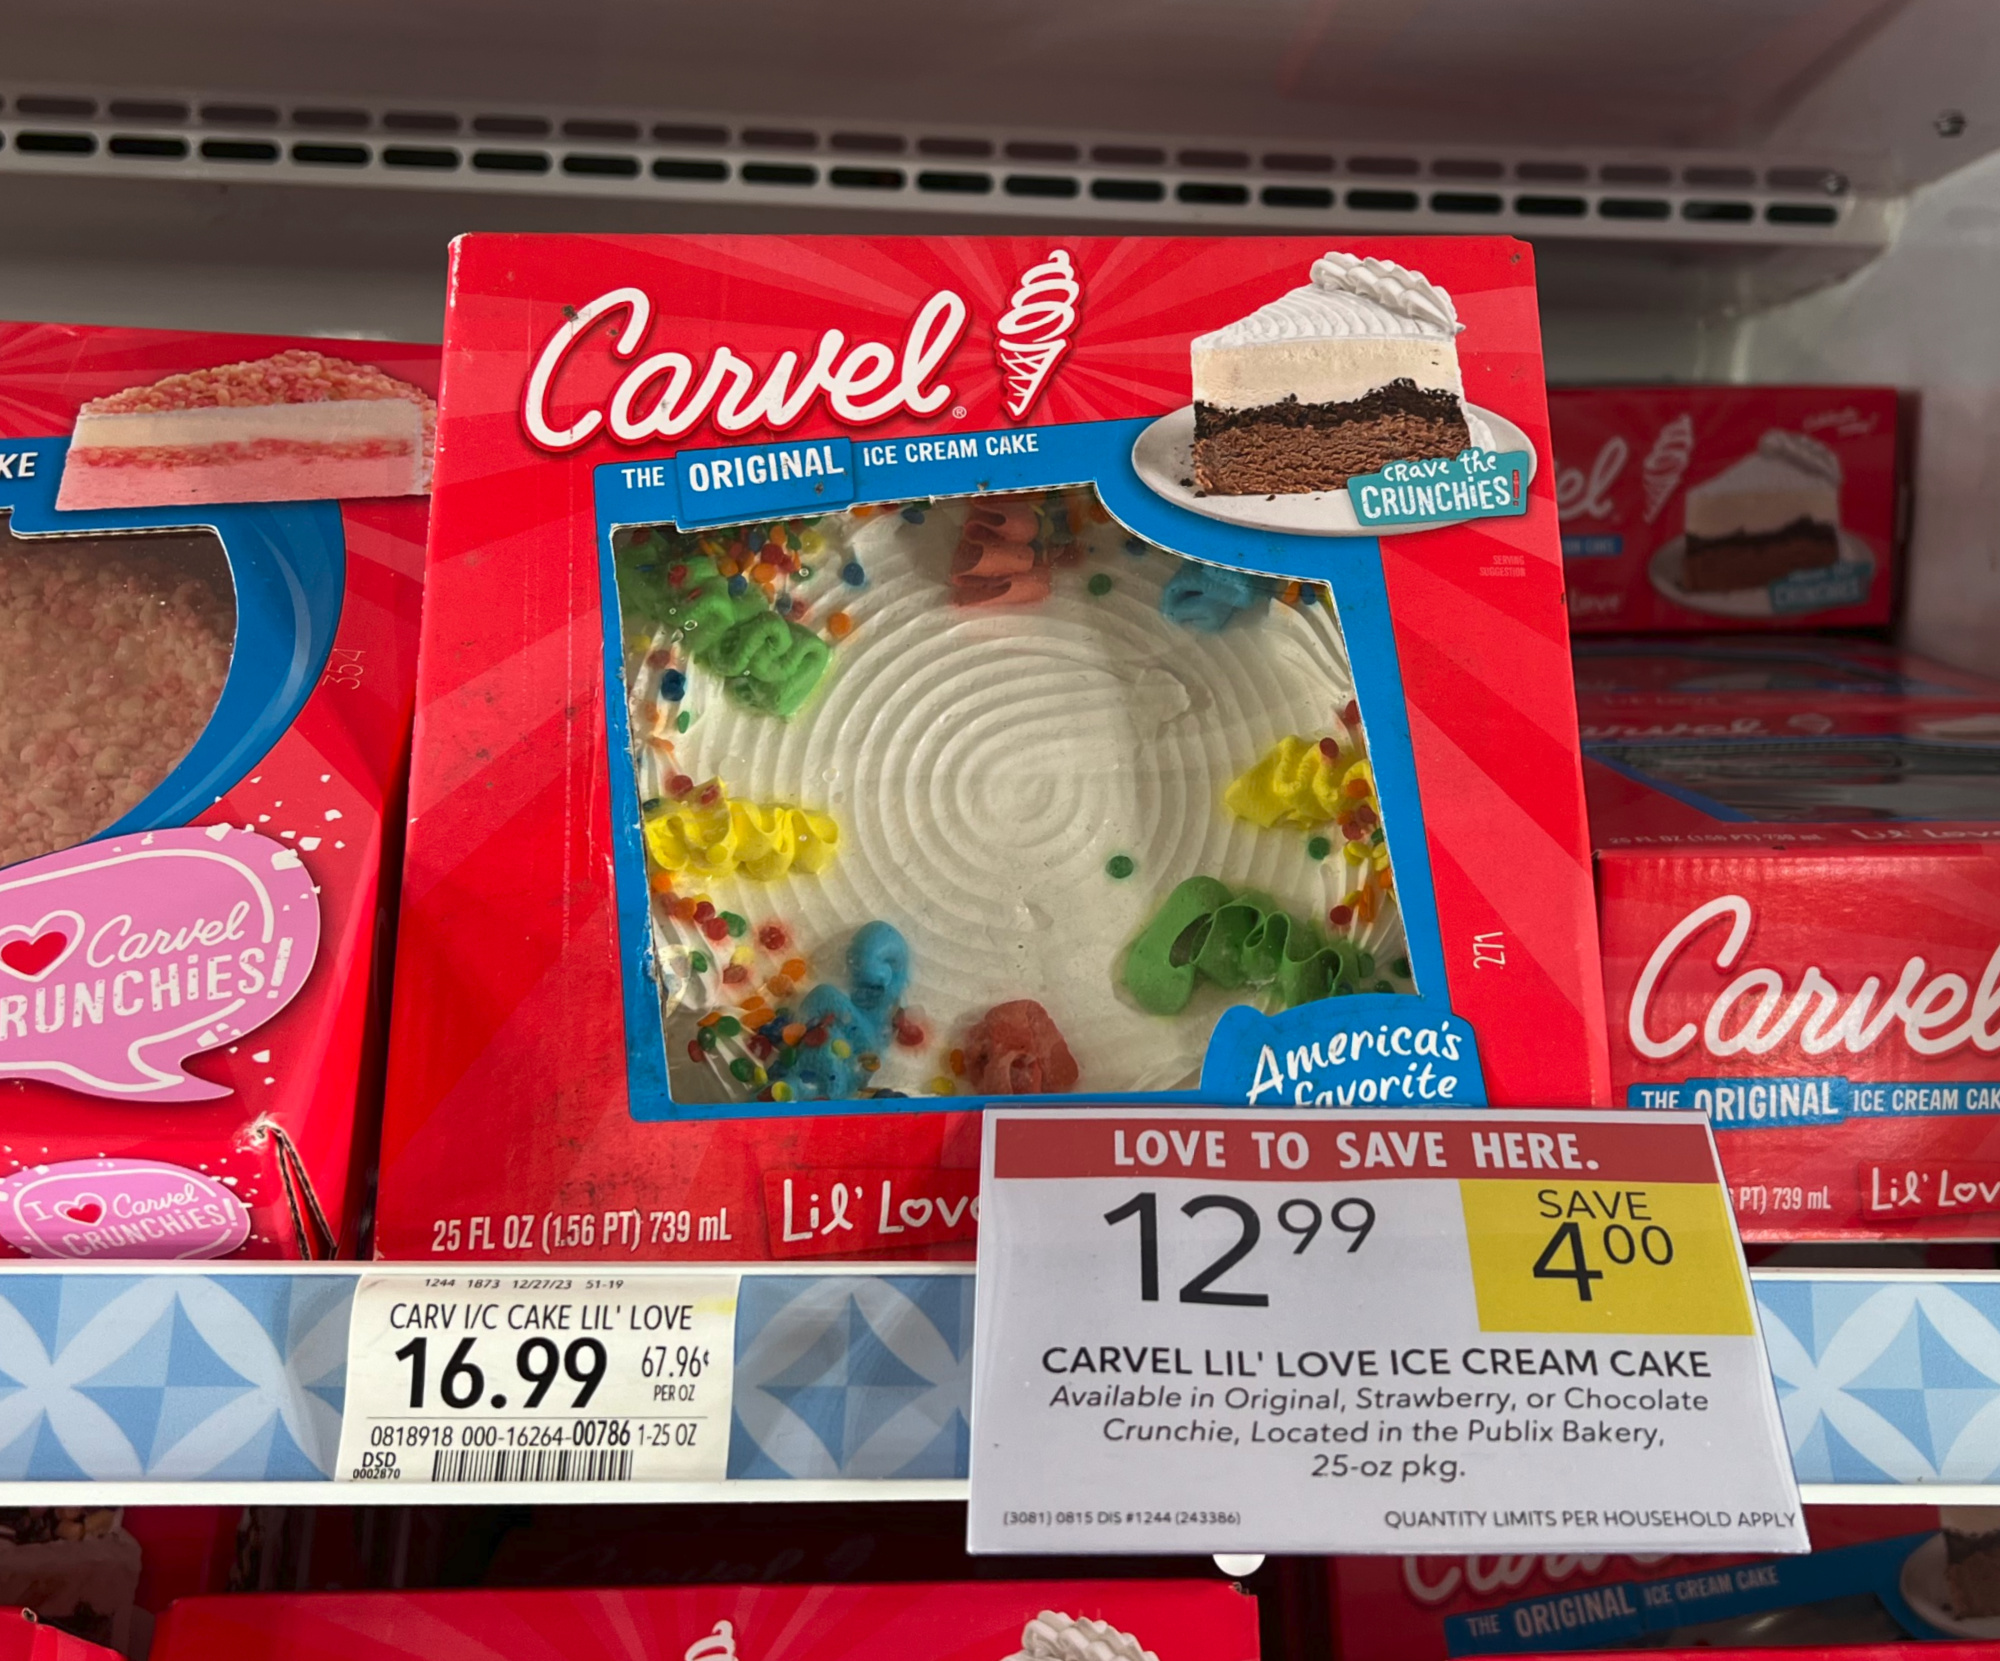 Carvel®
THE ORIGINAL ICE CREAM CAKE
CRAVE the
CRUNCHIES!
SERVING
SUGGESTION
KE
354
271
el
Carvel
RUNCHIES!
I Carvel
CRUNCHIES!
America's
favorite
25 FL OZ (1.56 PT) 739 mL
Lil' Love
Carvel
THE ORIGINAL ICE CREAM CAK
PT) 739 mL
Lil' Lov
LOVE TO SAVE HERE.
12 99
SAVE
4 00
CARVEL LIL' LOVE ICE CREAM CAKE
Available in Original, Strawberry, or Chocolate
Crunchie, Located in the Publix Bakery,
25-oz pkg.
(3081) 0815 DIS #1244 (243386)
QUANTITY LIMITS PER HOUSEHOLD APPLY
1244 1873 12/27/23 51-19
CARV I/C CAKE LIL' LOVE
16.99
67.96¢
PER OZ
0818918 000-16264-00786 1-25 OZ
DSD
0002870
THE ORIGINAL ICE CREAM CAKE